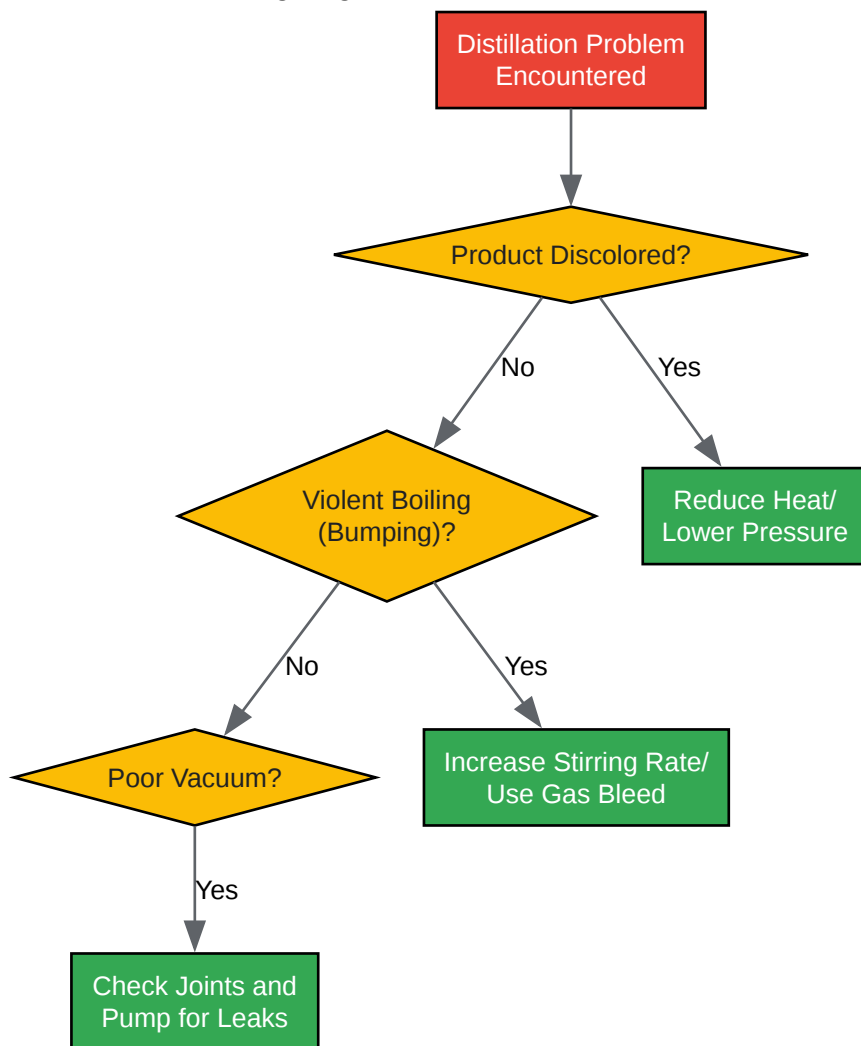 Distillation Problem
Encountered
Product Discolored?
No
Yes
Violent Boiling
(Bumping)?
Reduce Heat/
Lower Pressure
No
Yes
Poor Vacuum?
Increase Stirring Rate/
Use Gas Bleed
Yes
Check Joints and
Pump for Leaks